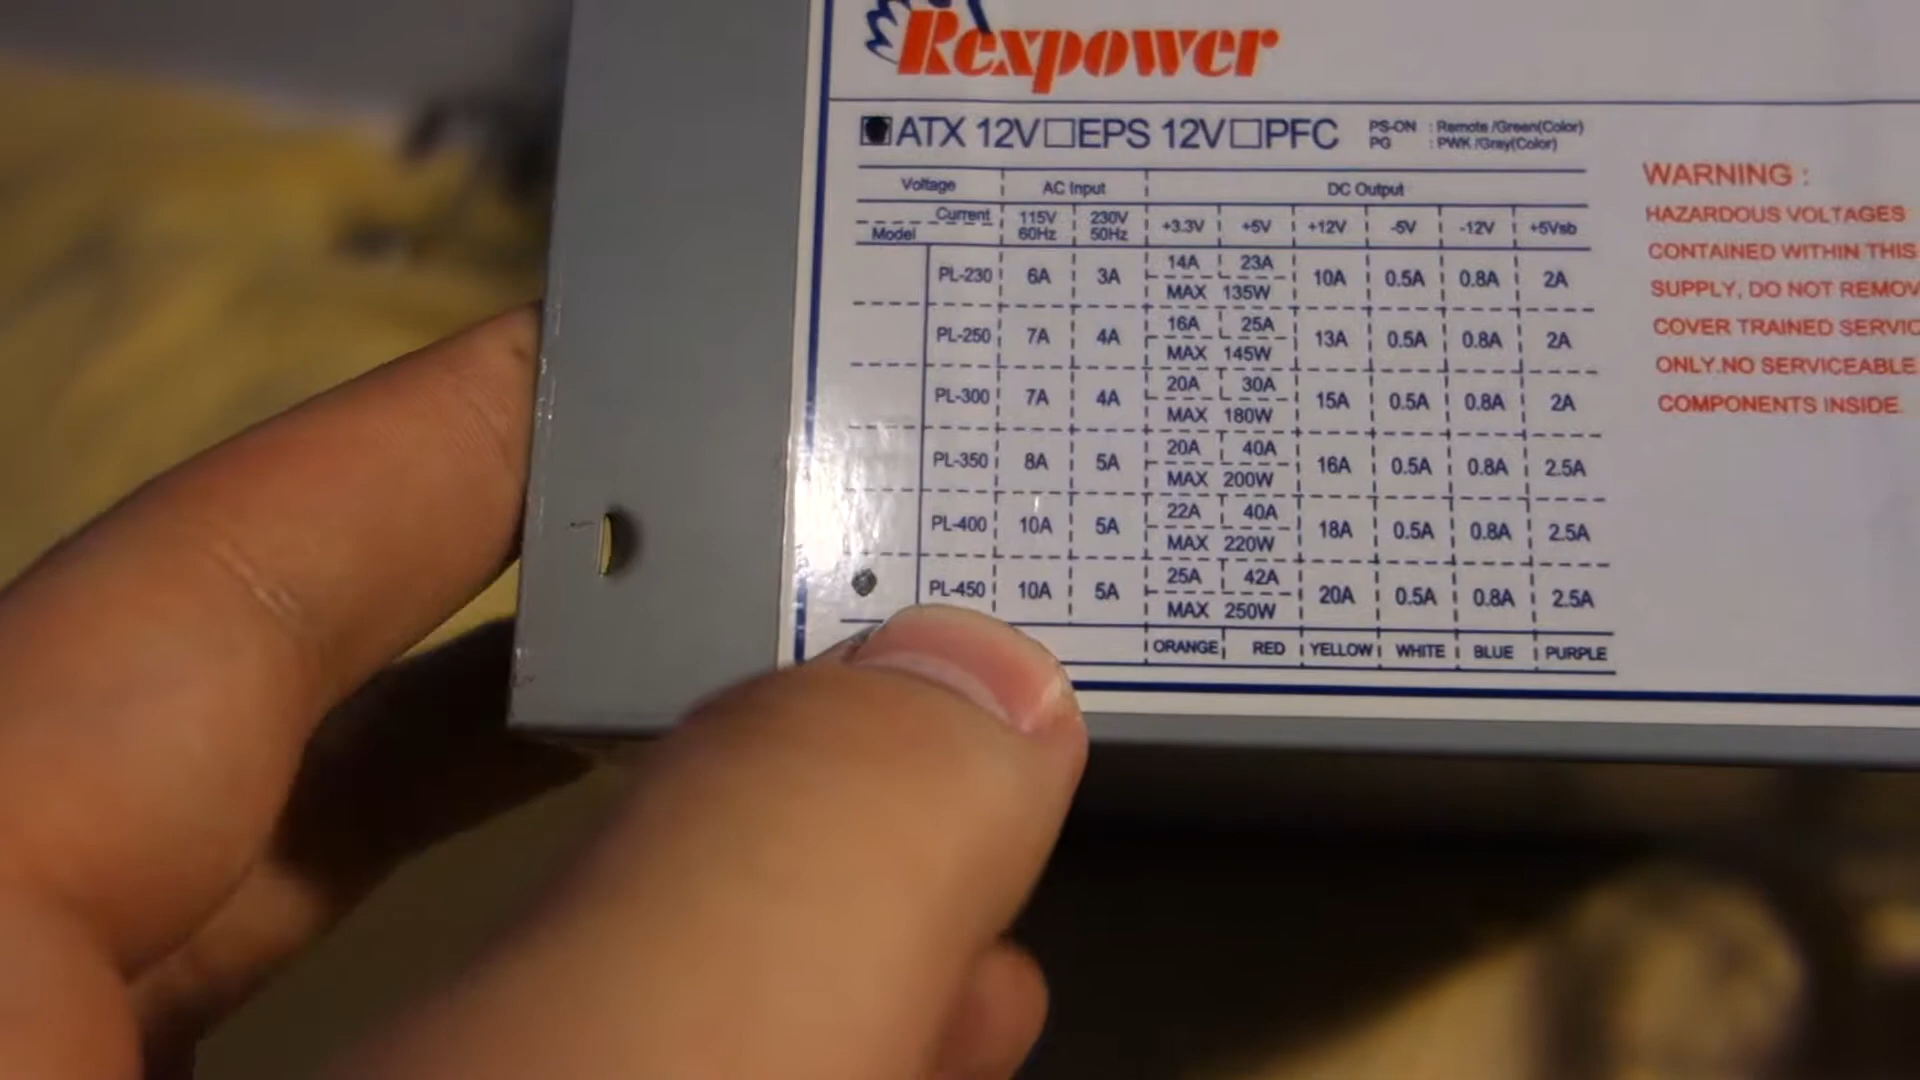 Rexpower
ATX 12V EPS 12V PFC
PS-ON : Remote /Green(Color)
PG : PWK /Gray(Color)
Voltage AC Input DC Output
Current 115V 60Hz 230V 50Hz +3.3V +5V +12V -5V -12V +5Vsb
Model
PL-230 6A 3A 14A 23A 10A 0.5A 0.8A 2A
MAX 135W
PL-250 7A 4A 16A 25A 13A 0.5A 0.8A 2A
MAX 145W
PL-300 7A 4A 20A 30A 15A 0.5A 0.8A 2A
MAX 180W
PL-350 8A 5A 20A 40A 16A 0.5A 0.8A 2.5A
MAX 200W
PL-400 10A 5A 22A 40A 18A 0.5A 0.8A 2.5A
MAX 220W
PL-450 10A 5A 25A 42A 20A 0.5A 0.8A 2.5A
MAX 250W
ORANGE RED YELLOW WHITE BLUE PURPLE
WARNING :
HAZARDOUS VOLTAGES
CONTAINED WITHIN THIS
SUPPLY, DO NOT REMOV
COVER TRAINED SERVIC
ONLY.NO SERVICEABLE
COMPONENTS INSIDE.